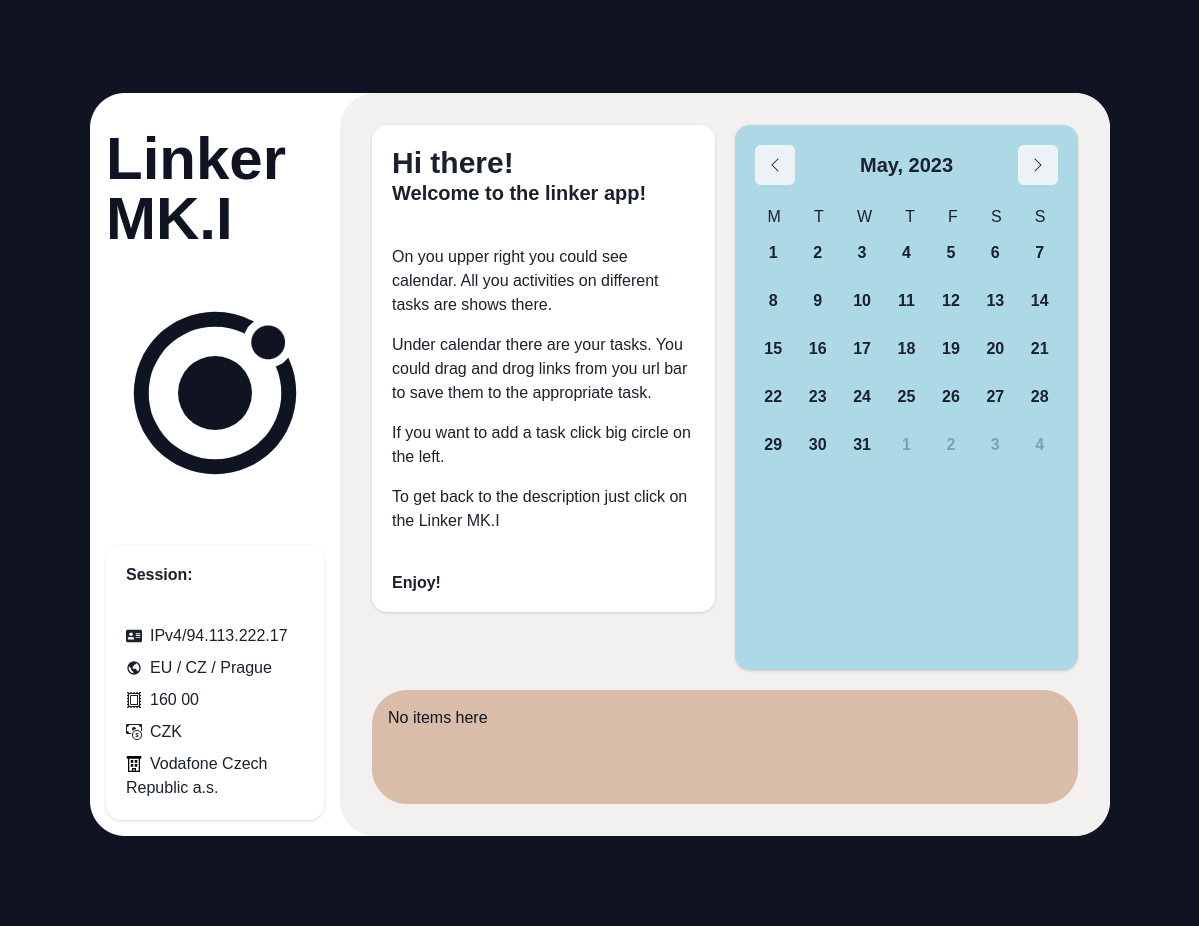 Linker
MK.I
Session:
IPv4/94.113.222.17
EU / CZ / Prague
160 00
CZK
Vodafone Czech
Republic a.s.
Hi there!
Welcome to the linker app!
On you upper right you could see
calendar. All you activities on different
tasks are shows there.
Under calendar there are your tasks. You
could drag and drog links from you url bar
to save them to the appropriate task.
If you want to add a task click big circle on
the left.
To get back to the description just click on
the Linker MK.I
Enjoy!
May, 2023
M T W T F S S
1 2 3 4 5 6 7
8 9 10 11 12 13 14
15 16 17 18 19 20 21
22 23 24 25 26 27 28
29 30 31 1 2 3 4
No items here